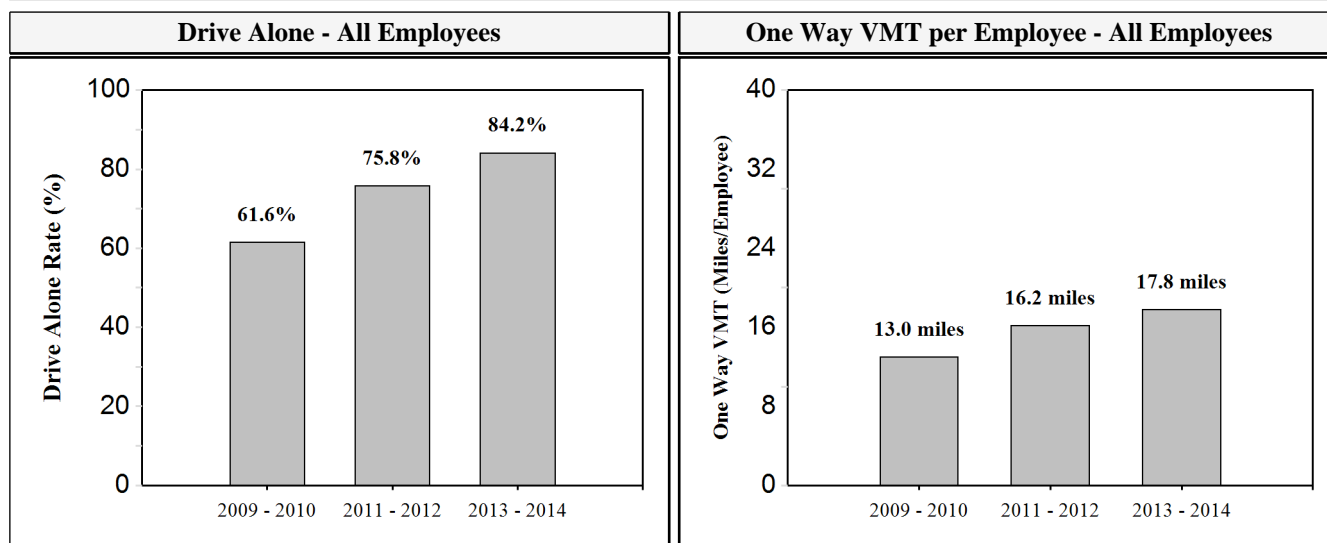 Drive Alone - All Employees
Drive Alone Rate (%)
100
80
60
40
20
0
61.6%
75.8%
84.2%
2009 - 2010
2011 - 2012
2013 - 2014
One Way VMT per Employee - All Employees
One Way VMT (Miles/Employee)
40
32
24
16
8
0
13.0 miles
16.2 miles
17.8 miles
2009 - 2010
2011 - 2012
2013 - 2014